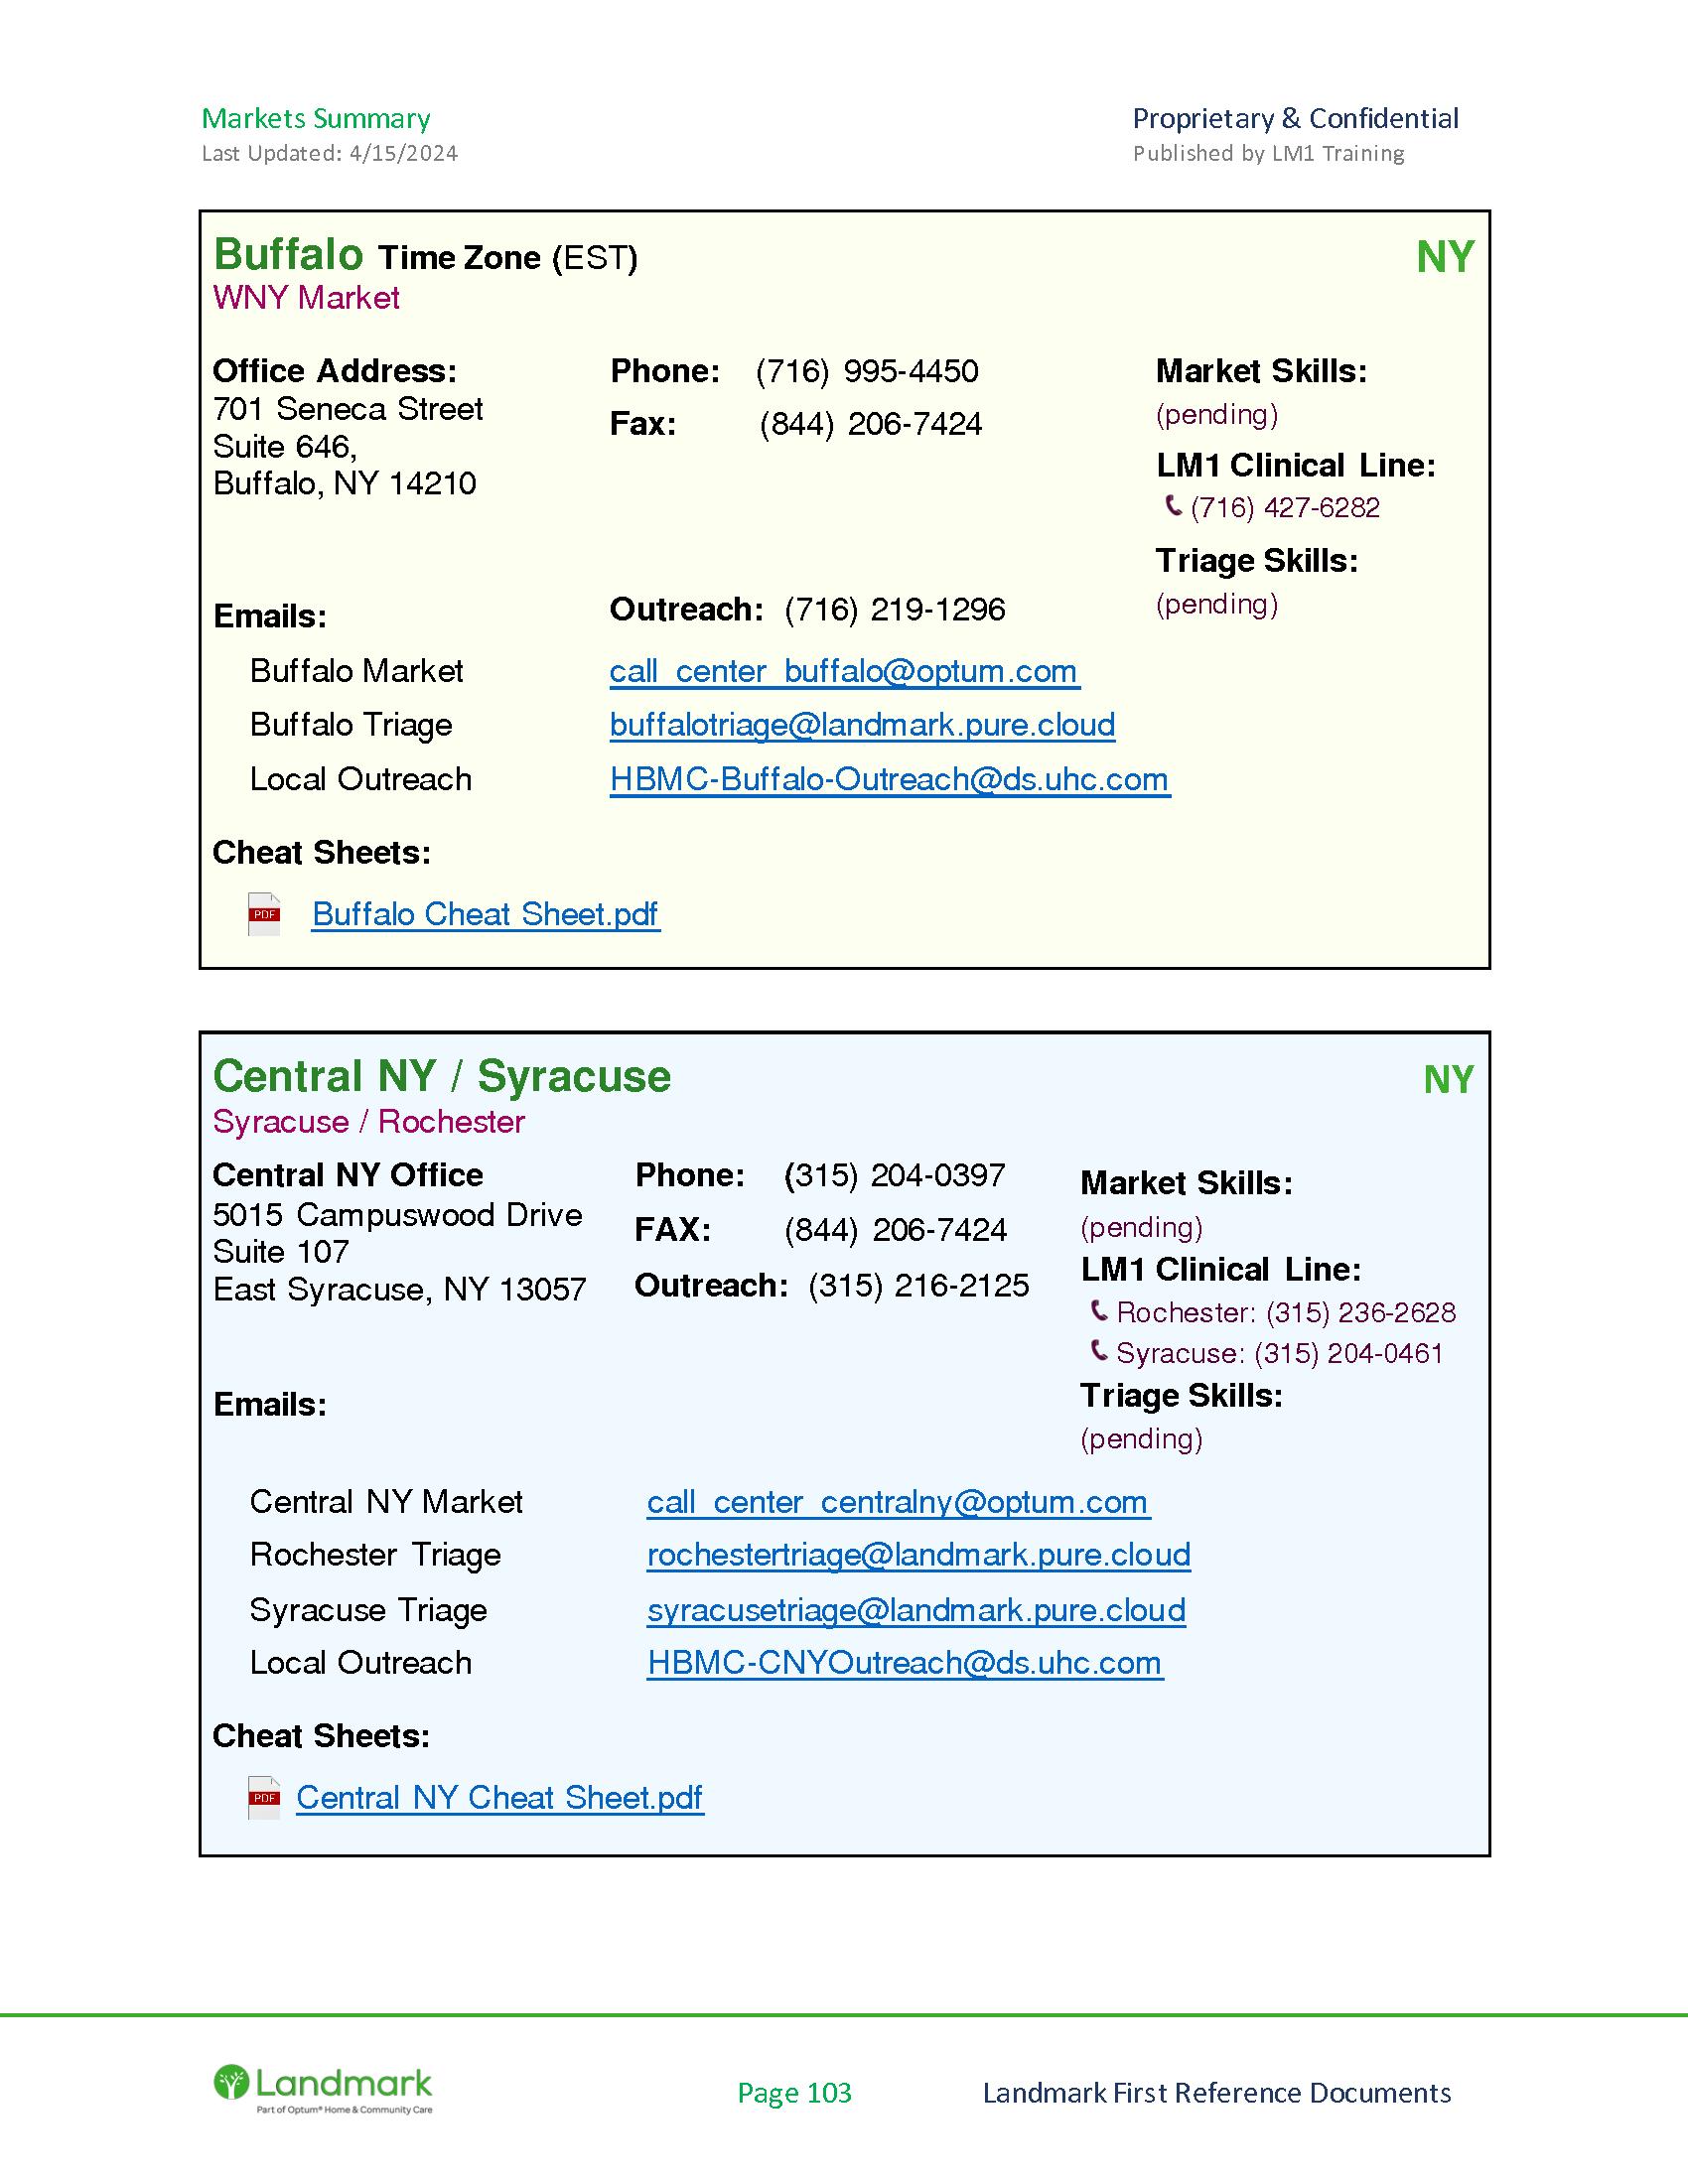 Markets Summary
Proprietary & Confidential
Last Updated: 4/15/2024
Published by LM1 Training
Buffalo Time Zone (EST)
NY
WNY Market
Office Address:
701 Seneca Street
Suite 646,
Buffalo, NY 14210
Phone: (716) 995-4450
Fax: (844) 206-7424
Market Skills:
(pending)
LM1 Clinical Line:
(716) 427-6282
Triage Skills:
(pending)
Emails:
Outreach: (716) 219-1296
Buffalo Market call_center_buffalo@optum.com
Buffalo Triage buffalotriage@landmark.pure.cloud
Local Outreach HBMC-Buffalo-Outreach@ds.uhc.com
Cheat Sheets:
PDF Buffalo Cheat Sheet.pdf
Central NY / Syracuse
NY
Syracuse / Rochester
Central NY Office
5015 Campuswood Drive
Suite 107
East Syracuse, NY 13057
Phone: (315) 204-0397
FAX: (844) 206-7424
Outreach: (315) 216-2125
Market Skills:
(pending)
LM1 Clinical Line:
Rochester: (315) 236-2628
Syracuse: (315) 204-0461
Triage Skills:
(pending)
Emails:
Central NY Market call_center_centralny@optum.com
Rochester Triage rochestertriage@landmark.pure.cloud
Syracuse Triage syracusetriage@landmark.pure.cloud
Local Outreach HBMC-CNYOutreach@ds.uhc.com
Cheat Sheets:
PDF Central NY Cheat Sheet.pdf
Landmark
Part of Optum® Home & Community Care
Page 103
Landmark First Reference Documents